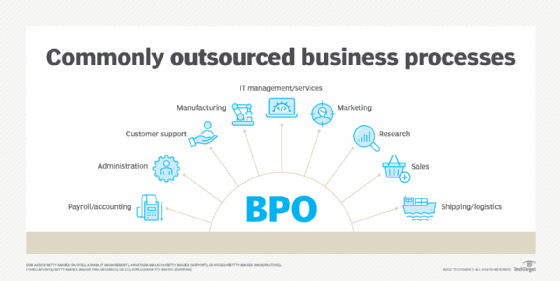 Commonly outsourced business processes
IT management/services
Manufacturing
Marketing
Customer support
Research
Administration
Sales
Payroll/accounting
BPO
Shipping/logistics
TechTarget